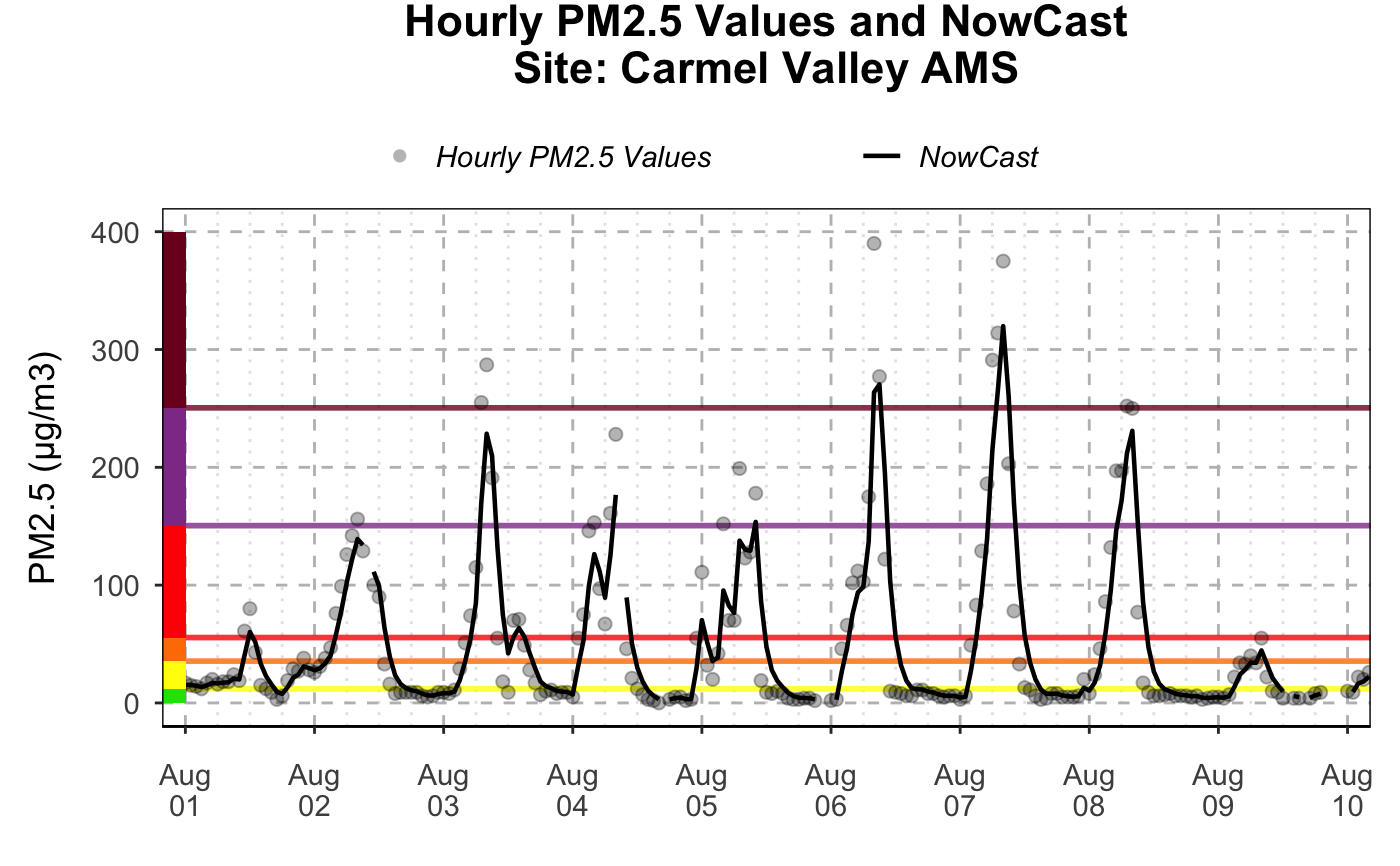 Hourly PM2.5 Values and NowCast
Site: Carmel Valley AMS
Hourly PM2.5 Values NowCast
PM2.5 (µg/m3)
400
300
200
100
0
Aug 01
Aug 02
Aug 03
Aug 04
Aug 05
Aug 06
Aug 07
Aug 08
Aug 09
Aug 10